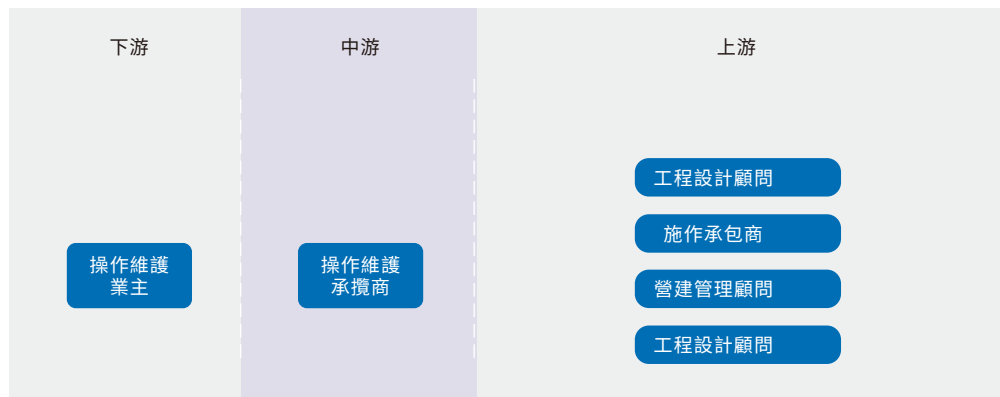 下游
中游
上游
工程設計顧問
施作承包商
操作維護
業主
操作維護
承攬商
營建管理顧問
工程設計顧問